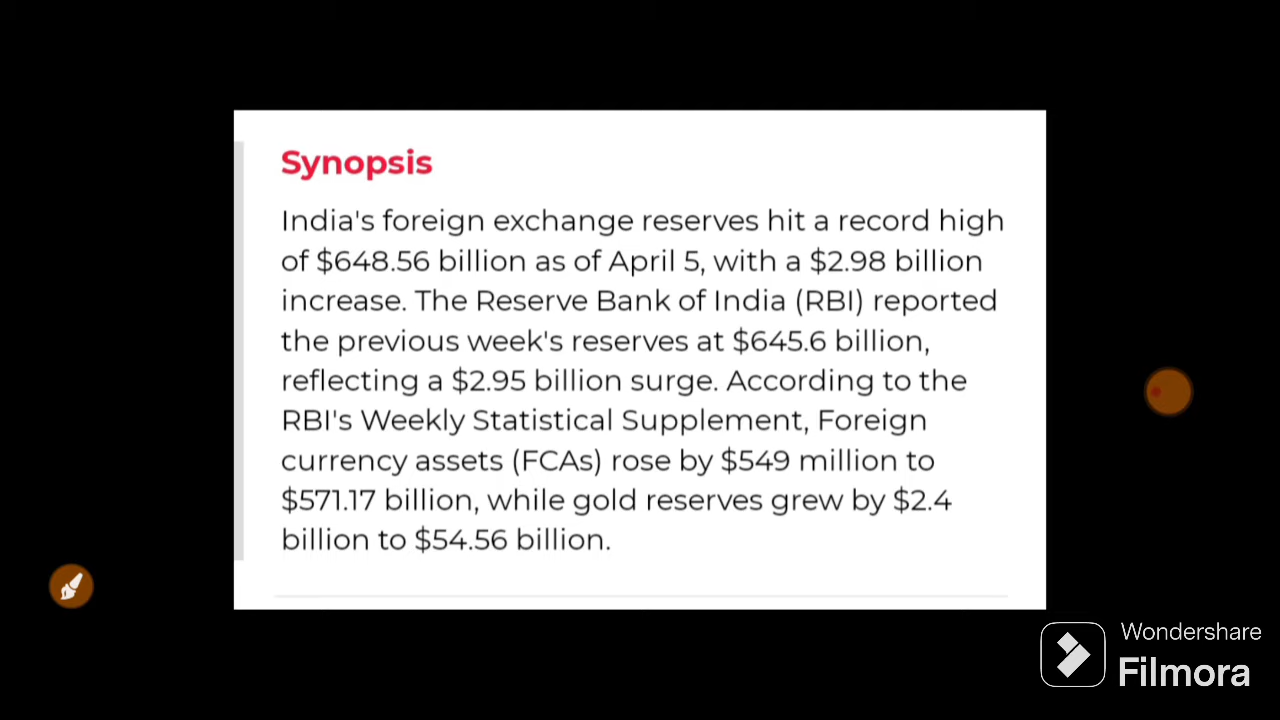 Synopsis
India's foreign exchange reserves hit a record high
of $648.56 billion as of April 5, with a $2.98 billion
increase. The Reserve Bank of India (RBI) reported
the previous week's reserves at $645.6 billion,
reflecting a $2.95 billion surge. According to the
RBI's Weekly Statistical Supplement, Foreign
currency assets (FCAs) rose by $549 million to
$571.17 billion, while gold reserves grew by $2.4
billion to $54.56 billion.
Wondershare
Filmora